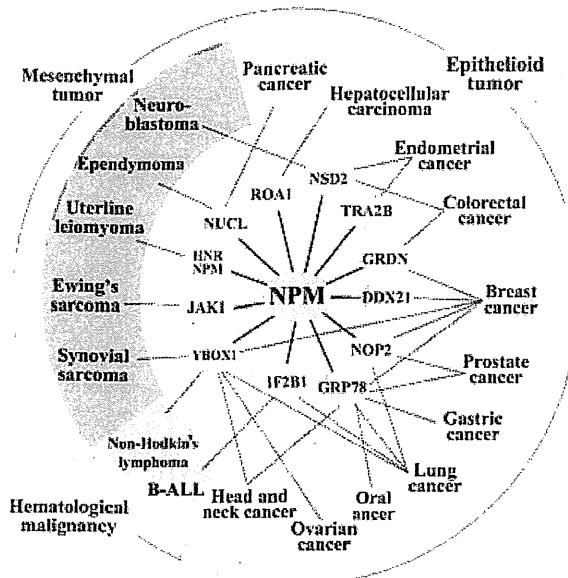 Mesenchymal
tumor
Epithelioid
tumor
Hematological
malignancy
Neuro-
blastoma
Ependymoma
Uterline
leiomyoma
Ewing's
sarcoma
Synovial
sarcoma
Non-Hodkin's
lymphoma
B-ALL
Pancreatic
cancer
Hepatocellular
carcinoma
Endometrial
cancer
Colorectal
cancer
Breast
cancer
Prostate
cancer
Gastric
cancer
Lung
cancer
Oral
ancer
Ovarian
cancer
Head and
neck cancer
NPM
NUCL
ROA1
NSD2
TRA2B
GRDN
DDX21
NOP2
GRP78
IF2B1
YBOX1
JAK1
HNR
NPM